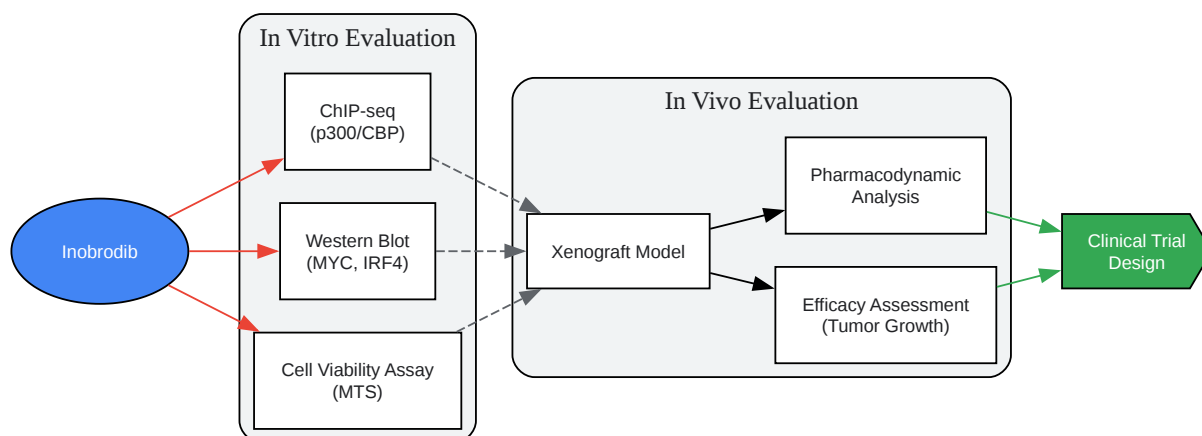 In Vitro Evaluation
ChIP-seq
(p300/CBP)
Inobrodib
Western Blot
(MYC, IRF4)
Cell Viability Assay
(MTS)
In Vivo Evaluation
Xenograft Model
Pharmacodynamic
Analysis
Efficacy Assessment
(Tumor Growth)
Clinical Trial
Design